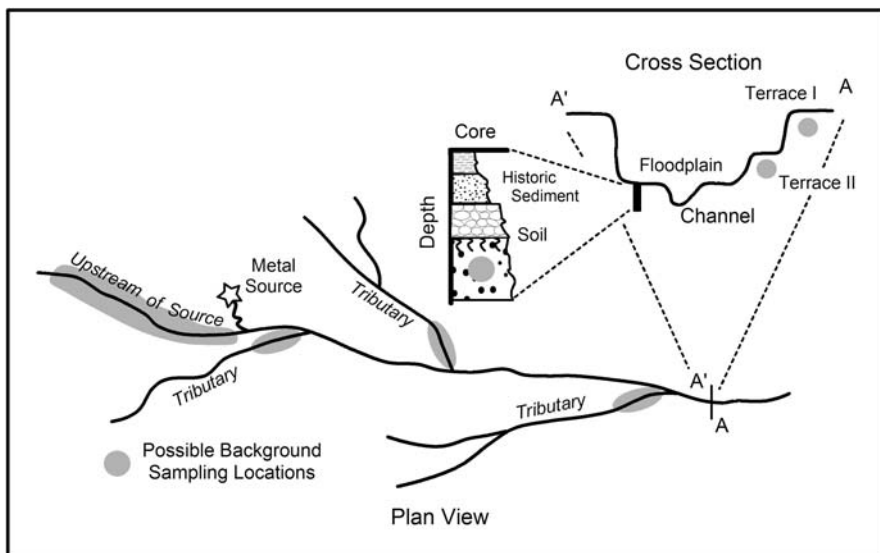 Cross Section
A'
Terrace I
A
Core
Floodplain
Historic
Sediment
Terrace II
Channel
Depth
Soil
Metal
Source
Upstream of Source
Tributary
Tributary
A'
Tributary
A
Possible Background
Sampling Locations
Plan View